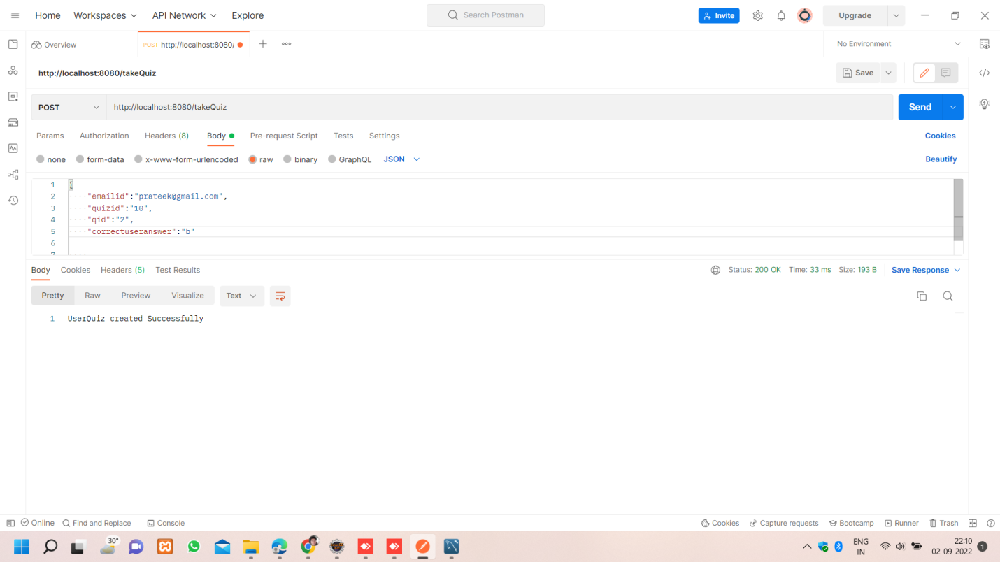 Home Workspaces API Network Explore Search Postman Invite Upgrade
Overview POST http://localhost:8080/ No Environment
http://localhost:8080/takeQuiz Save
POST http://localhost:8080/takeQuiz Send
Params Authorization Headers (8) Body Pre-request Script Tests Settings Cookies
none form-data x-www-form-urlencoded raw binary GraphQL JSON Beautify
1 {
2 "emailid":"prateek@gmail.com",
3 "quizid":"10",
4 "qid":"2",
5 "correctuseranswer":"b"
6
7
Body Cookies Headers (5) Test Results Status: 200 OK Time: 33 ms Size: 193 B Save Response
Pretty Raw Preview Visualize Text
1 UserQuiz created Successfully
Online Find and Replace Console Cookies Capture requests Bootcamp Runner Trash
30° ENG 22:10
IN 02-09-2022 1